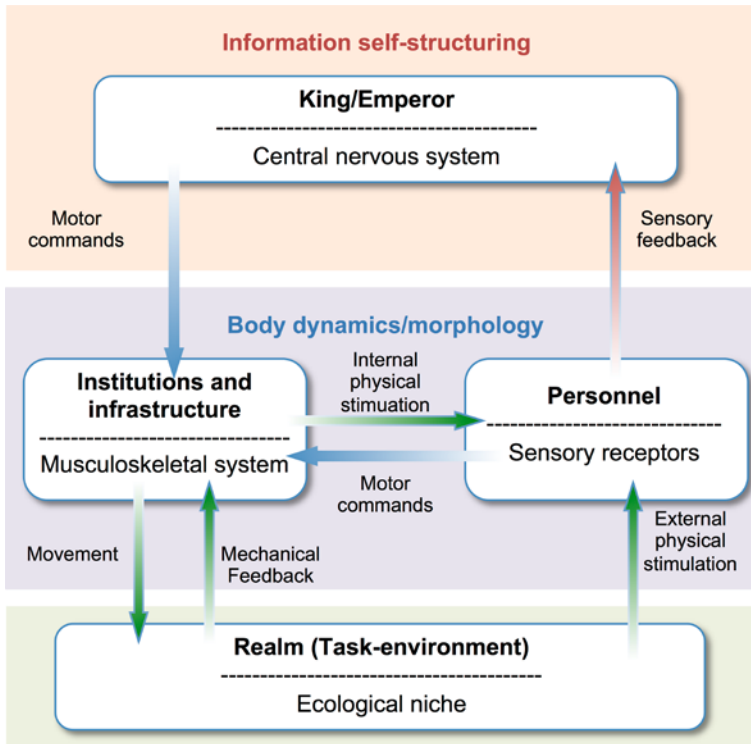 Information self-structuring
King/Emperor
-----------------------------------------
Central nervous system
Motor
commands
Sensory
feedback
Body dynamics/morphology
Institutions and
infrastructure
--------------------------------
Musculoskeletal system
Internal
physical
stimuation
Personnel
------------------------------
Sensory receptors
Motor
commands
Movement
Mechanical
Feedback
External
physical
stimulation
Realm (Task-environment)
-----------------------------------------
Ecological niche